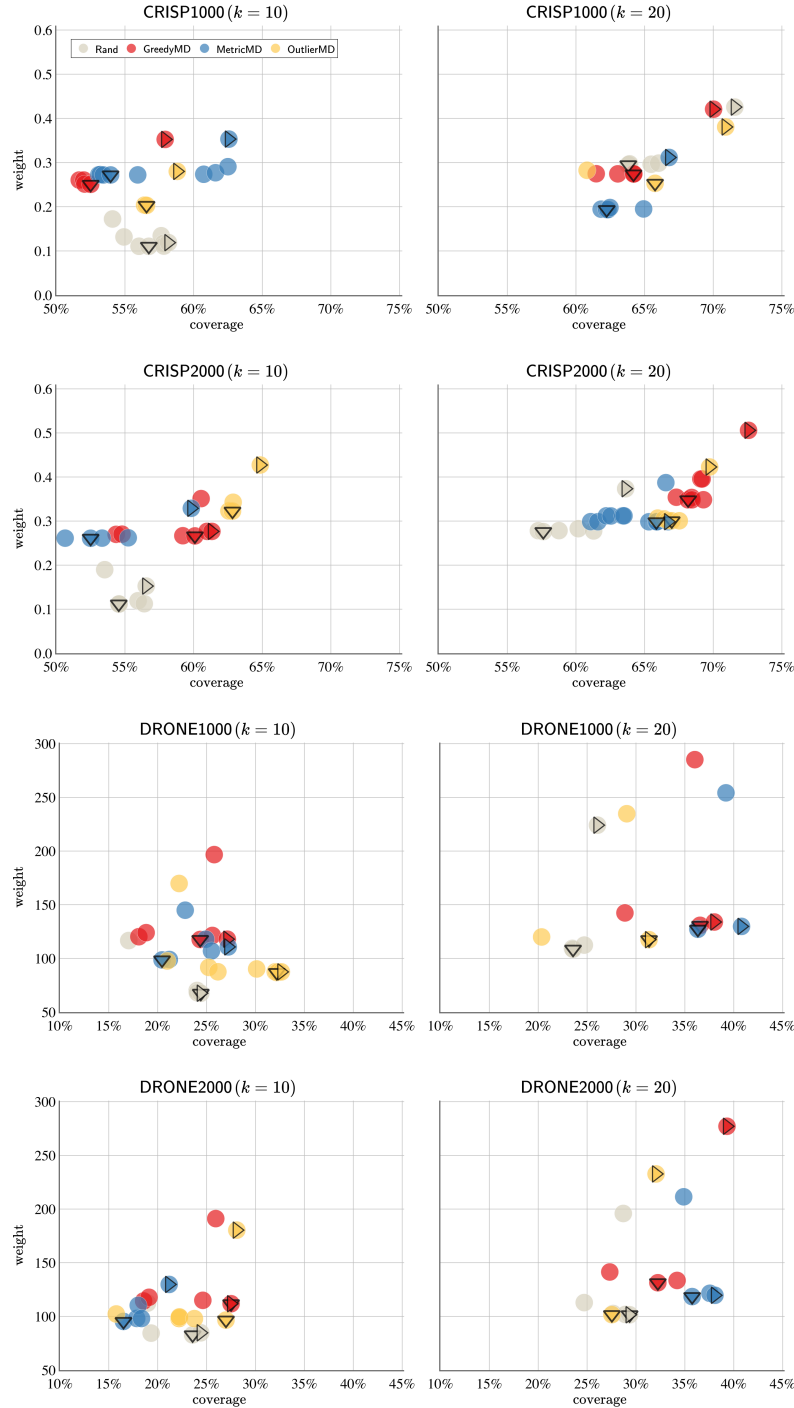 CRISP1000 (k = 10)
0.6
0.5
0.4
0.3
0.2
0.1
0.0
weight
Rand GreedyMD MetricMD OutlierMD
50% 55% 60% 65% 70% 75%
coverage
CRISP1000 (k = 20)
50% 60% 65% 70% 75%
coverage
CRISP2000 (k = 10)
0.6
0.5
0.4
0.3
0.2
0.1
0.0
weight
50% 55% 60% 65% 70% 75%
coverage
CRISP2000 (k = 20)
50% 55% 60% 65% 70% 75%
coverage
DRONE1000 (k = 10)
300
250
200
150
100
50
weight
10% 15% 20% 25% 30% 35% 40% 45%
coverage
DRONE1000 (k = 20)
10% 15% 20% 25% 30% 35% 40% 45%
coverage
DRONE2000 (k = 10)
300
250
200
150
100
50
weight
10% 15% 20% 25% 30% 35% 40% 45%
coverage
DRONE2000 (k = 20)
10% 15% 20% 25% 30% 35% 40% 45%
coverage